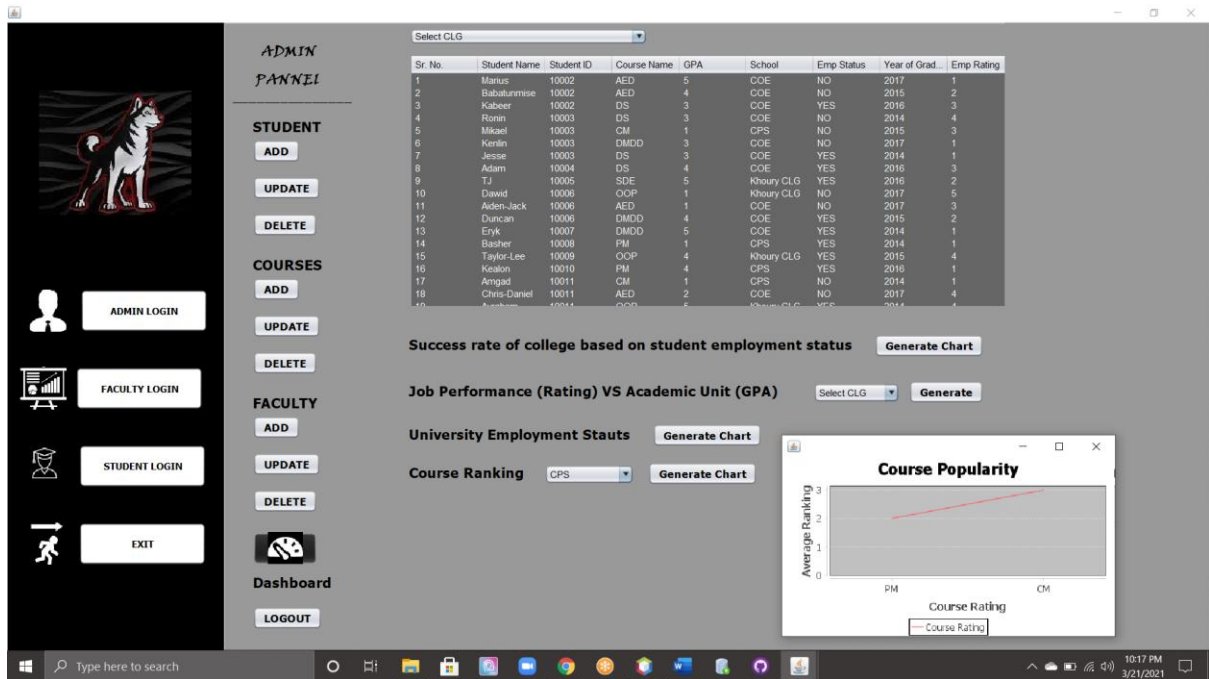 ADMIN
PANNEL
STUDENT
ADD
UPDATE
DELETE
COURSES
ADD
UPDATE
DELETE
FACULTY
ADD
UPDATE
DELETE
Dashboard
LOGOUT
ADMIN LOGIN
FACULTY LOGIN
STUDENT LOGIN
EXIT
Select CLG
Sr. No. Student Name Student ID Course Name GPA School Emp Status Year of Grad... Emp Rating
1 Marius 10002 AED 5 COE NO 2017 1
2 Babatunmise 10002 AED 4 COE NO 2015 2
3 Kabeer 10002 DS 3 COE YES 2016 3
4 Ronin 10003 DS 3 COE NO 2014 4
5 Mikael 10003 CM 1 CPS NO 2015 3
6 Kenlin 10003 DMDD 3 COE NO 2017 1
7 Jesse 10003 DS 3 COE YES 2014 1
8 Adam 10004 DS 4 COE YES 2016 3
9 TJ 10005 SDE 5 Khoury CLG YES 2016 2
10 Dawid 10006 OOP 1 Khoury CLG NO 2017 5
11 Aiden-Jack 10006 AED 1 COE NO 2017 3
12 Duncan 10006 DMDD 4 COE YES 2015 2
13 Eryk 10007 DMDD 5 COE YES 2014 1
14 Basher 10008 PM 1 CPS YES 2014 1
15 Taylor-Lee 10009 OOP 4 Khoury CLG YES 2015 4
16 Kealon 10010 PM 4 CPS YES 2016 1
17 Amgad 10011 CM 1 CPS NO 2014 1
18 Chris-Daniel 10011 AED 2 COE NO 2017 4
Success rate of college based on student employment status Generate Chart
Job Performance (Rating) VS Academic Unit (GPA) Select CLG Generate
University Employment Stauts Generate Chart
Course Ranking CPS Generate Chart
Course Popularity
Average Ranking
3
2
1
0
PM CM
Course Rating
Course Rating
Type here to search
10:17 PM
3/21/2021